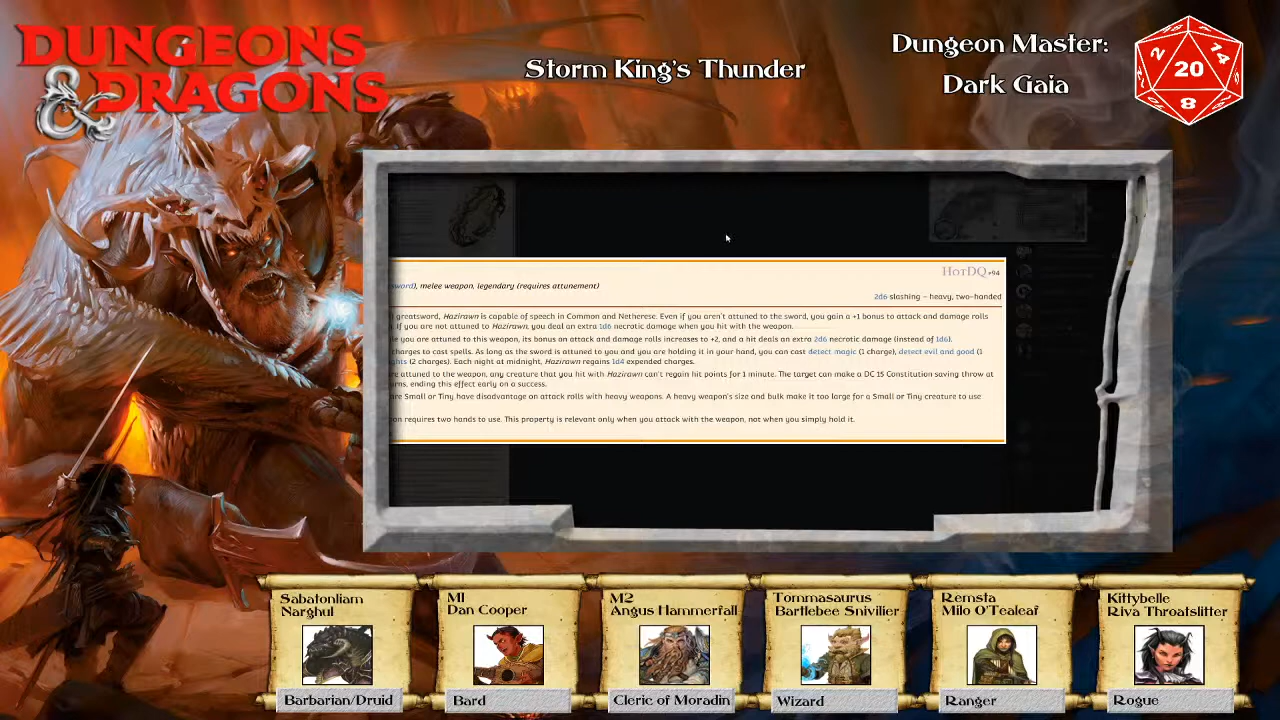 DUNGEONS
& DRAGONS
Storm King's Thunder
Dungeon Master:
Dark Gaia
2
14
20
8
HotDQ p94
sword), melee weapon, legendary (requires attunement)
2d6 slashing - heavy, two-handed
greatsword, Hazirawn is capable of speech in Common and Netherese. Even if you aren't attuned to the sword, you gain a +1 bonus to attack and damage rolls
. If you are not attuned to Hazirawn, you deal an extra 1d6 necrotic damage when you hit with the weapon.
you are attuned to this weapon, its bonus on attack and damage rolls increases to +2, and a hit deals an extra 2d6 necrotic damage (instead of 1d6).
charges to cast spells. As long as the sword is attuned to you and you are holding it in your hand, you can cast detect magic (1 charge), detect evil and good (1
(2 charges). Each night at midnight, Hazirawn regains 1d4 expended charges.
attuned to the weapon, any creature that you hit with Hazirawn can't regain hit points for 1 minute. The target can make a DC 15 Constitution saving throw at
, ending this effect early on a success.
are Small or Tiny have disadvantage on attack rolls with heavy weapons. A heavy weapon's size and bulk make it too large for a Small or Tiny creature to use
requires two hands to use. This property is relevant only when you attack with the weapon, not when you simply hold it.
Sabatonliam
Narghul
Barbarian/Druid
M1
Dan Cooper
Bard
M2
Angus Hammerfall
Cleric of Moradin
Tommasaurus
Bartlebee Snivilier
Wizard
Remsta
Milo O'Tealeaf
Ranger
Kittybelle
Riva Throatslitter
Rogue